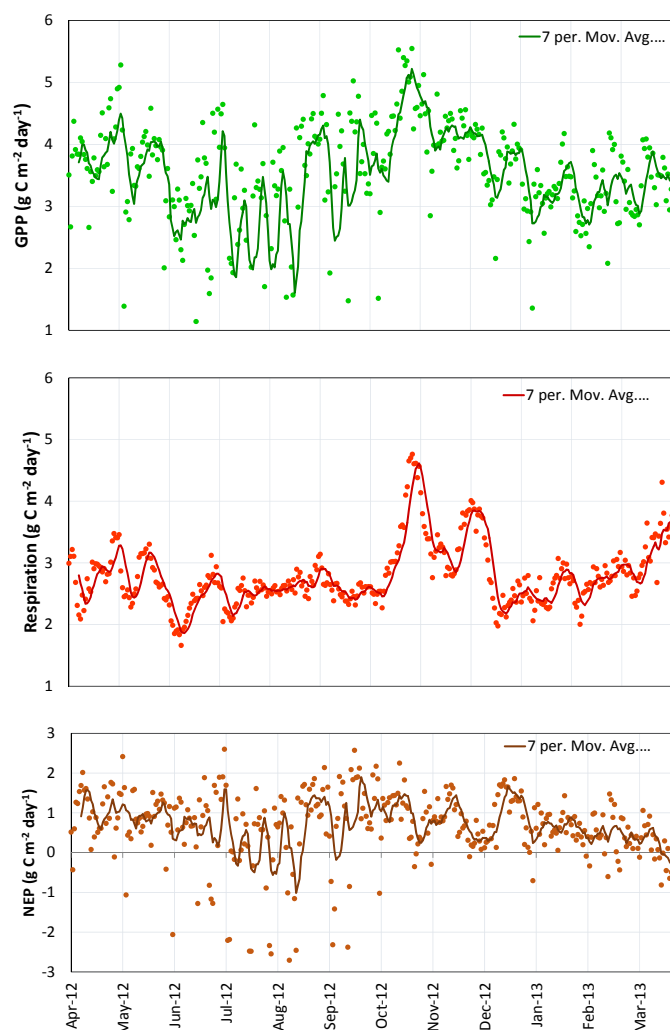 6
7 per. Mov. Avg....
5
4
3
2
1
GPP (g C m⁻² day⁻¹)
6
7 per. Mov. Avg....
5
4
3
2
1
Respiration (g C m⁻² day⁻¹)
3
7 per. Mov. Avg....
2
1
0
-1
-2
-3
NEP (g C m⁻² day⁻¹)
Apr-12
May-12
Jun-12
Jul-12
Aug-12
Sep-12
Oct-12
Nov-12
Dec-12
Jan-13
Feb-13
Mar-13